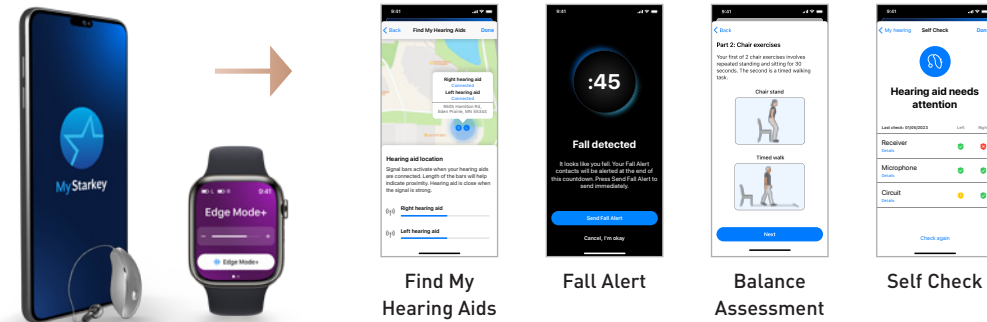 My Starkey
L
R
9:41
Edge Mode+
Edge Mode+
9:41
Back
Find My Hearing Aids
Done
Right hearing aid
Connected
Left hearing aid
Connected
Eden Prairie, MN 55344
Hearing aid location
Signal bars activate when your hearing aids
are connected. Length of the bars will help
indicate proximity. Hearing aid is close when
the signal is strong.
Right hearing aid
Left hearing aid
Find My
Hearing Aids
9:41
:45
Fall detected
It looks like you fell. Your Fall Alert
contacts will be alerted at the end of
this countdown. Press Send Fall Alert to
send immediately.
Send Fall Alert
Cancel, I'm okay
Fall Alert
9:41
Back
Part 2: Chair exercises
Your first of 2 chair exercises involves
repeated standing and sitting for 30
seconds. The second is a timed walking
task.
Chair stand
Timed walk
Next
Balance
Assessment
9:41
My hearing
Self Check
Hearing aid needs
attention
Last check: 01/06/2023
Left
Receiver
Details
Microphone
Details
Circuit
Details
Check again
Self Check